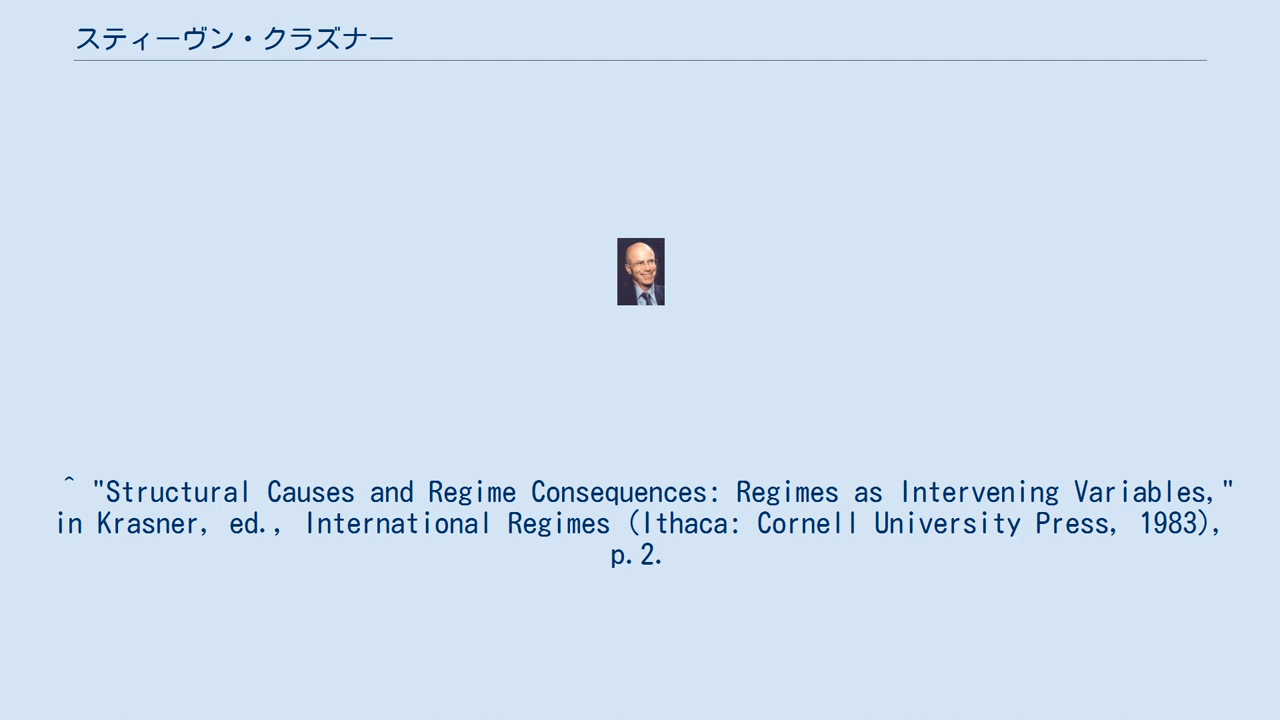 スティーヴン・クラズナー
^ "Structural Causes and Regime Consequences: Regimes as Intervening Variables,"
in Krasner, ed., International Regimes (Ithaca: Cornell University Press, 1983),
p.2.